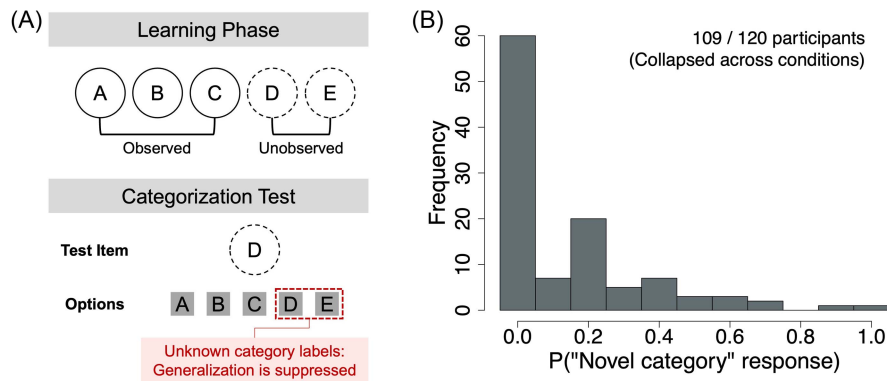 (A)
Learning Phase
A B C D E
Observed Unobserved
Categorization Test
Test Item D
Options A B C D E
Unknown category labels:
Generalization is suppressed
(B)
109 / 120 participants
(Collapsed across conditions)
Frequency
60
50
40
30
20
10
0
0.0 0.2 0.4 0.6 0.8 1.0
P("Novel category" response)